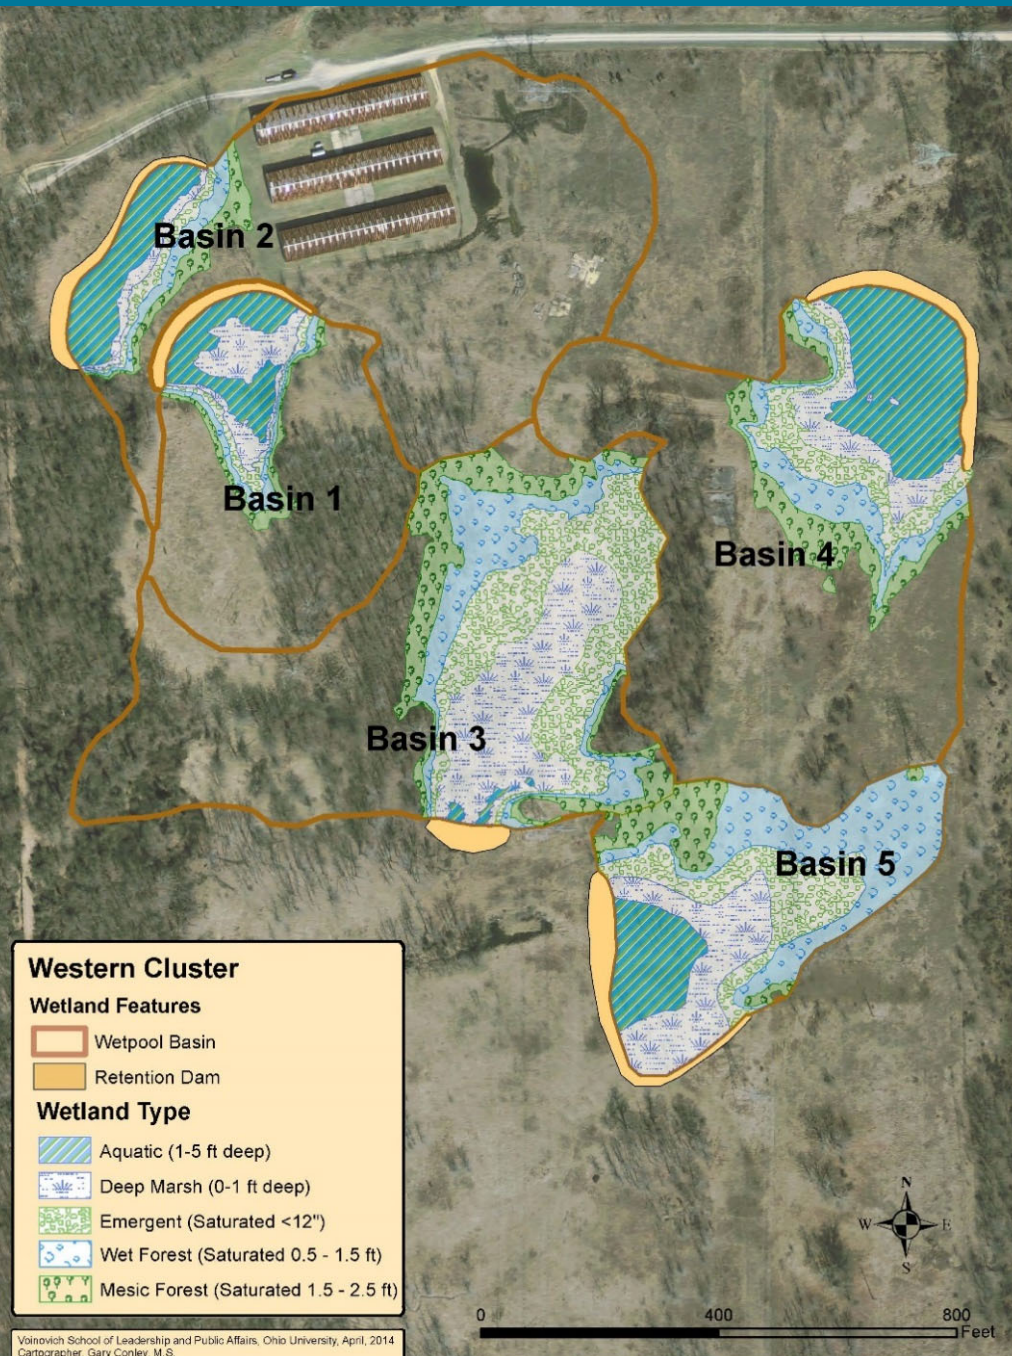 Basin 2
Basin 1
Basin 4
Basin 3
Basin 5
Western Cluster
Wetland Features
Wetpool Basin
Retention Dam
Wetland Type
Aquatic (1-5 ft deep)
Deep Marsh (0-1 ft deep)
Emergent (Saturated <12")
Wet Forest (Saturated 0.5 - 1.5 ft)
Mesic Forest (Saturated 1.5 - 2.5 ft)
N
W E
S
0 400 800
Feet
Voinovich School of Leadership and Public Affairs, Ohio University, April, 2014
Cartographer, Gary Conley, M.S.